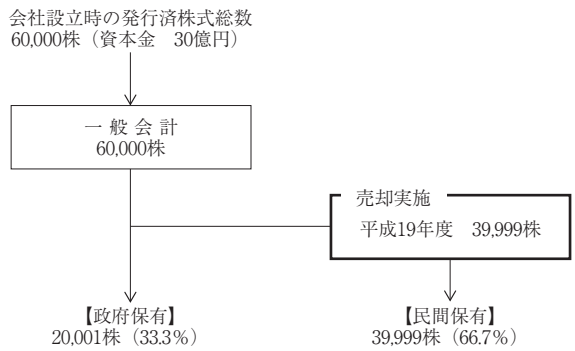 会社設立時の発行済株式総数
60,000株（資本金　30億円）
一 般 会 計
60,000株
売却実施
平成19年度　39,999株
【政府保有】
20,001株（33.3％）
【民間保有】
39,999株（66.7％）